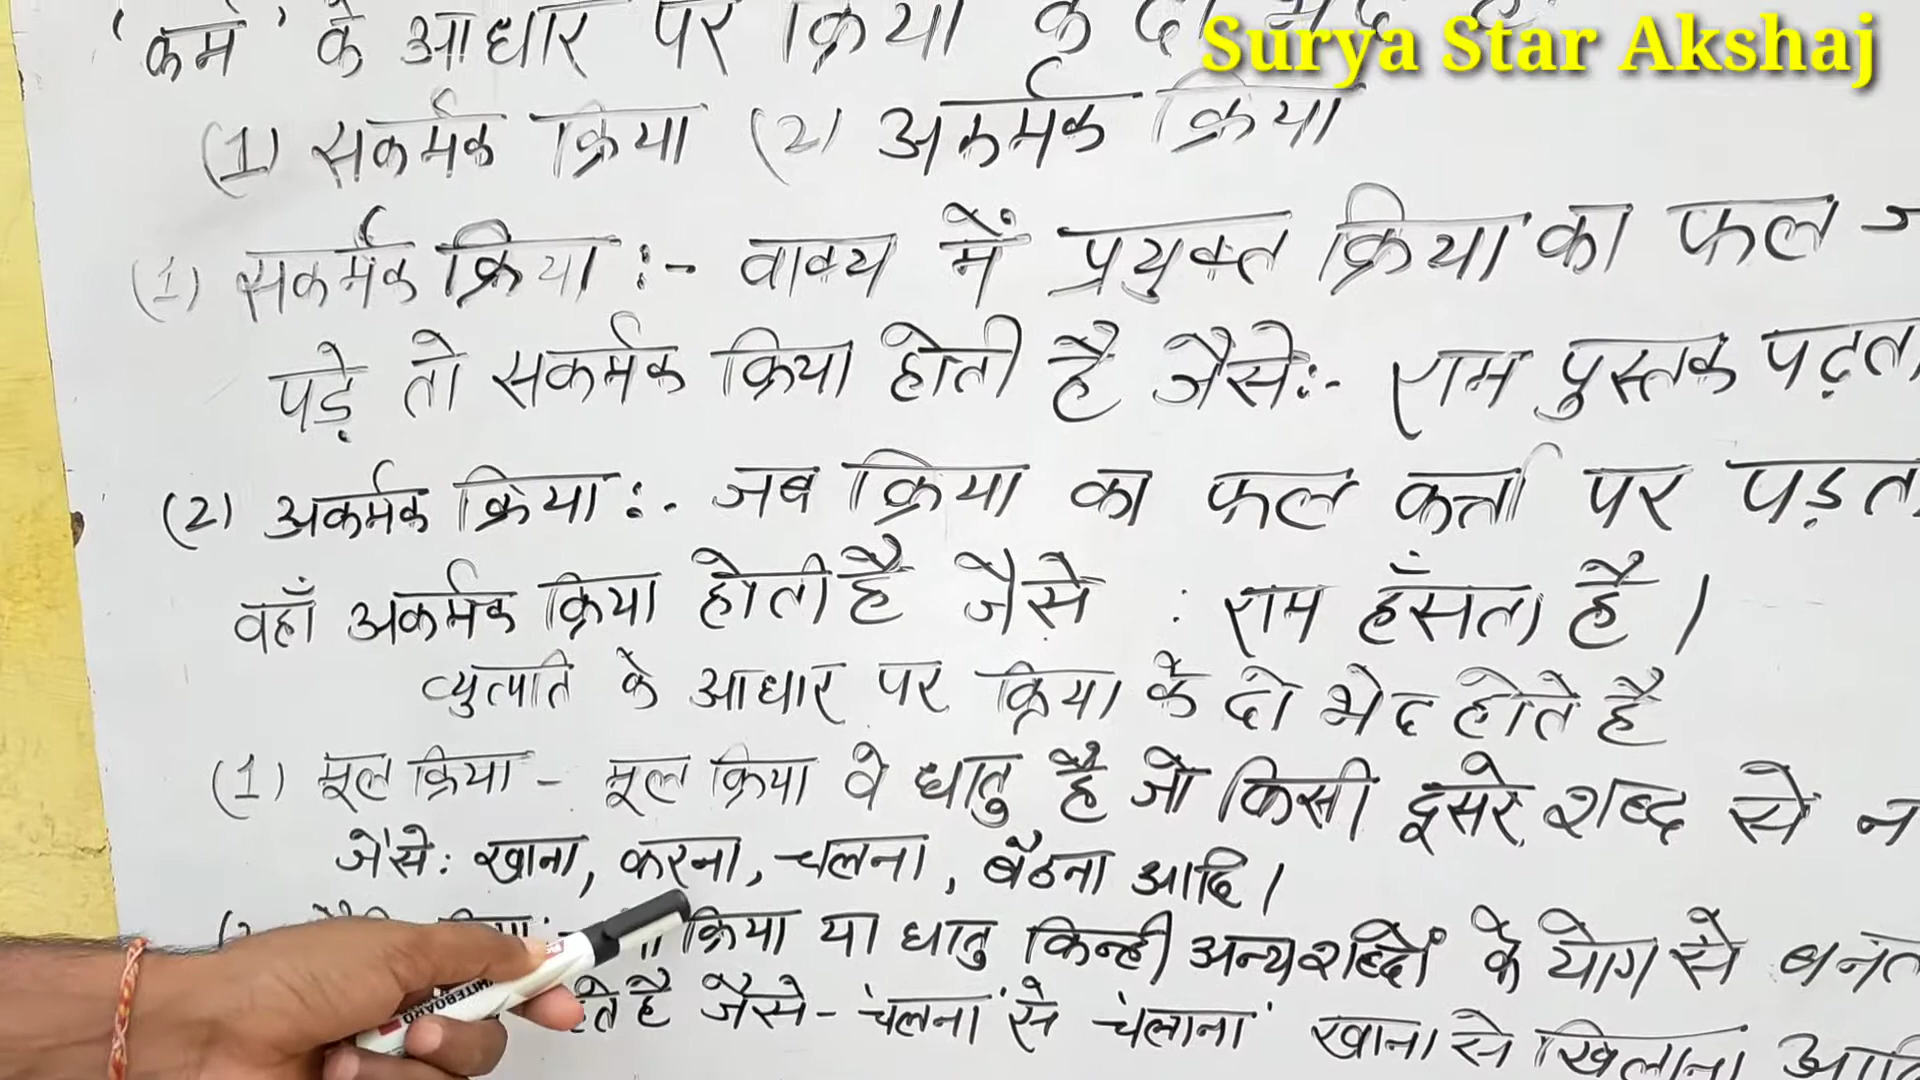 'कर्म' के आधार पर क्रिया के दो भेद
Surya Star Akshaj
(1) सकर्मक क्रिया (2) अकर्मक क्रिया
(1) सकर्मक क्रिया :- वाक्य में प्रयुक्त क्रिया का फल
पड़े तो सकर्मक क्रिया होती है जैसे:- राम पुस्तक पढ़ता
(2) अकर्मक क्रिया :- जब क्रिया का फल कर्त्ता पर पड़ता
वहाँ अकर्मक क्रिया होती है जैसे : राम हँसता है।
व्युत्पति के आधार पर क्रिया के दो भेद होते है
(1) मूल क्रिया - मूल क्रिया वे धातु है जो किसी दूसरे शब्द से न
जैसे: खाना, करना, चलना, बैठना आदि।
क्रिया या धातु किन्ही अन्य शब्दों के योग से बनत
है जैसे - चलना से चलाना खाना से खिलाना आदि